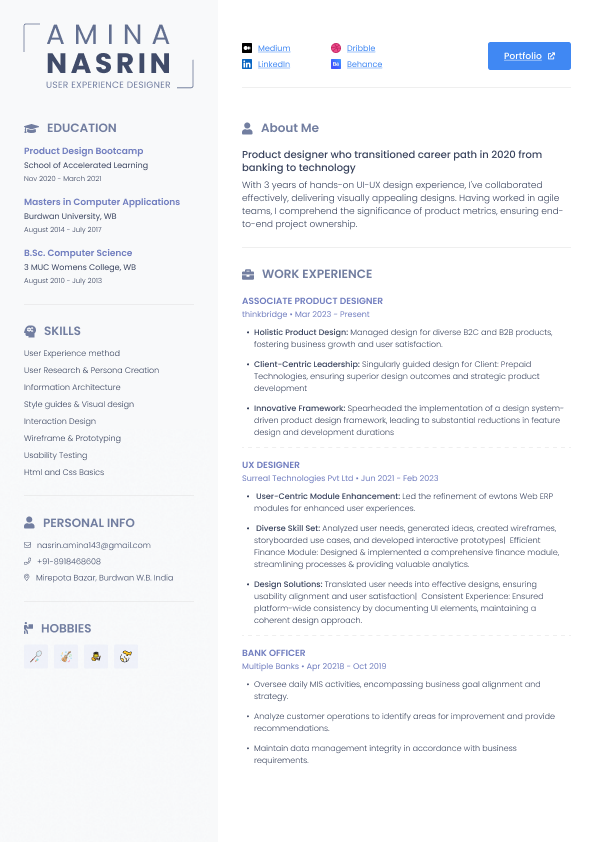 AMINA
NASRIN
USER EXPERIENCE DESIGNER
EDUCATION
Product Design Bootcamp
School of Accelerated Learning
Nov 2020 - March 2021
Masters in Computer Applications
Burdwan University, WB
August 2014 - July 2017
B.Sc. Computer Science
3 MUC Womens College, WB
August 2010 - July 2013
SKILLS
User Experience method
User Research & Persona Creation
Information Architecture
Style guides & Visual design
Interaction Design
Wireframe & Prototyping
Usability Testing
Html and Css Basics
PERSONAL INFO
nasrin.amina143@gmail.com
+91-8918468608
Mirepota Bazar, Burdwan W.B. India
HOBBIES
Medium
Dribble
LinkedIn
Behance
Portfolio
About Me
Product designer who transitioned career path in 2020 from
banking to technology
With 3 years of hands-on UI-UX design experience, I've collaborated
effectively, delivering visually appealing designs. Having worked in agile
teams, I comprehend the significance of product metrics, ensuring end-
to-end project ownership.
WORK EXPERIENCE
ASSOCIATE PRODUCT DESIGNER
thinkbridge • Mar 2023 - Present
• Holistic Product Design: Managed design for diverse B2C and B2B products,
fostering business growth and user satisfaction.
• Client-Centric Leadership: Singularly guided design for Client: Prepaid
Technologies, ensuring superior design outcomes and strategic product
development
• Innovative Framework: Spearheaded the implementation of a design system-
driven product design framework, leading to substantial reductions in feature
design and development durations
UX DESIGNER
Surreal Technologies Pvt Ltd • Jun 2021 - Feb 2023
• User-Centric Module Enhancement: Led the refinement of ewtons Web ERP
modules for enhanced user experiences.
• Diverse Skill Set: Analyzed user needs, generated ideas, created wireframes,
storyboarded use cases, and developed interactive prototypes| Efficient
Finance Module: Designed & implemented a comprehensive finance module,
streamlining processes & providing valuable analytics.
• Design Solutions: Translated user needs into effective designs, ensuring
usability alignment and user satisfaction| Consistent Experience: Ensured
platform-wide consistency by documenting UI elements, maintaining a
coherent design approach.
BANK OFFICER
Multiple Banks • Apr 20218 - Oct 2019
• Oversee daily MIS activities, encompassing business goal alignment and
strategy.
• Analyze customer operations to identify areas for improvement and provide
recommendations.
• Maintain data management integrity in accordance with business
requirements.